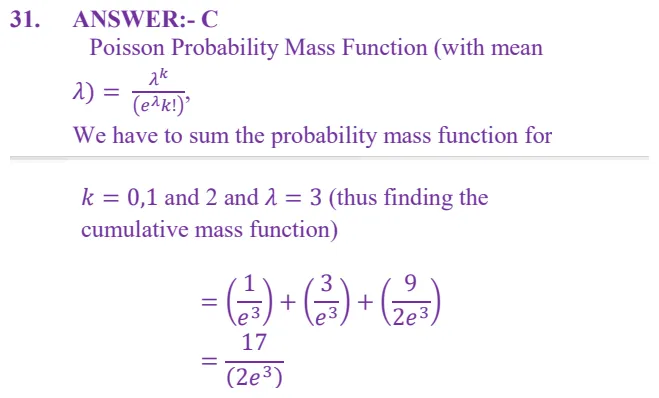 31. ANSWER:- C
Poisson Probability Mass Function (with mean
λ) = λ^k/(e^λ k!),
We have to sum the probability mass function for
k = 0,1 and 2 and λ = 3 (thus finding the
cumulative mass function)
= (1/e^3) + (3/e^3) + (9/2e^3)
= 17/(2e^3)